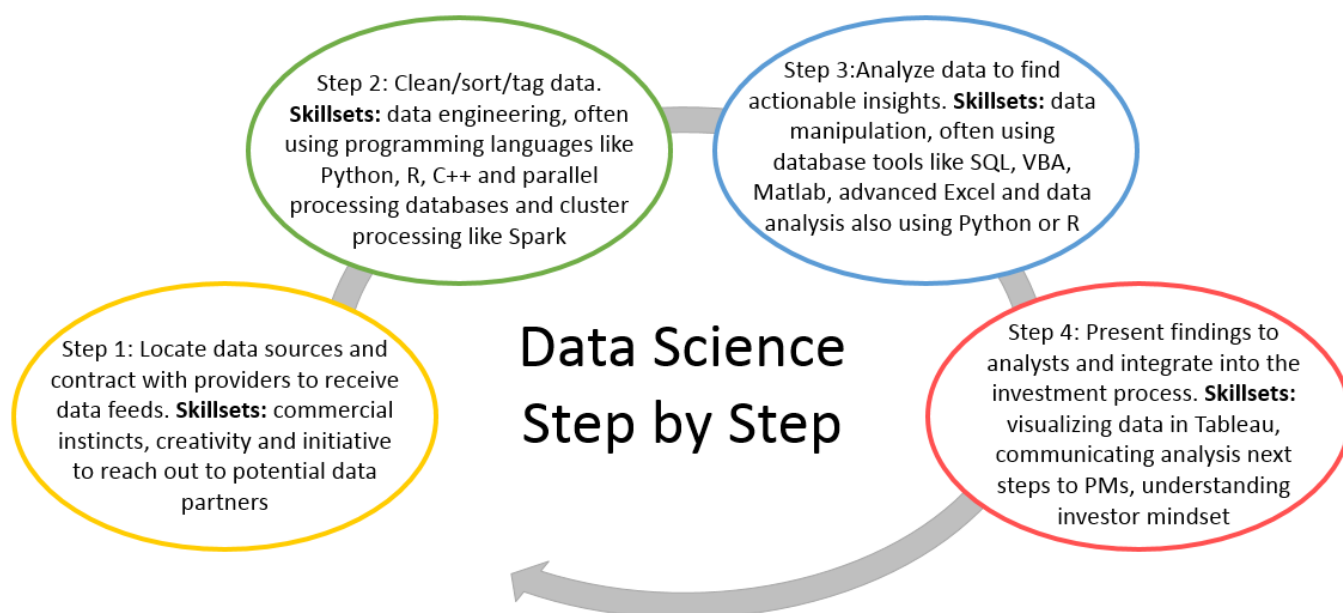 Step 1: Locate data sources and
contract with providers to receive
data feeds. Skillsets: commercial
instincts, creativity and initiative
to reach out to potential data
partners
Step 2: Clean/sort/tag data.
Skillsets: data engineering, often
using programming languages like
Python, R, C++ and parallel
processing databases and cluster
processing like Spark
Step 3:Analyze data to find
actionable insights. Skillsets: data
manipulation, often using
database tools like SQL, VBA,
Matlab, advanced Excel and data
analysis also using Python or R
Step 4: Present findings to
analysts and integrate into the
investment process. Skillsets:
visualizing data in Tableau,
communicating analysis next
steps to PMs, understanding
investor mindset
Data Science
Step by Step